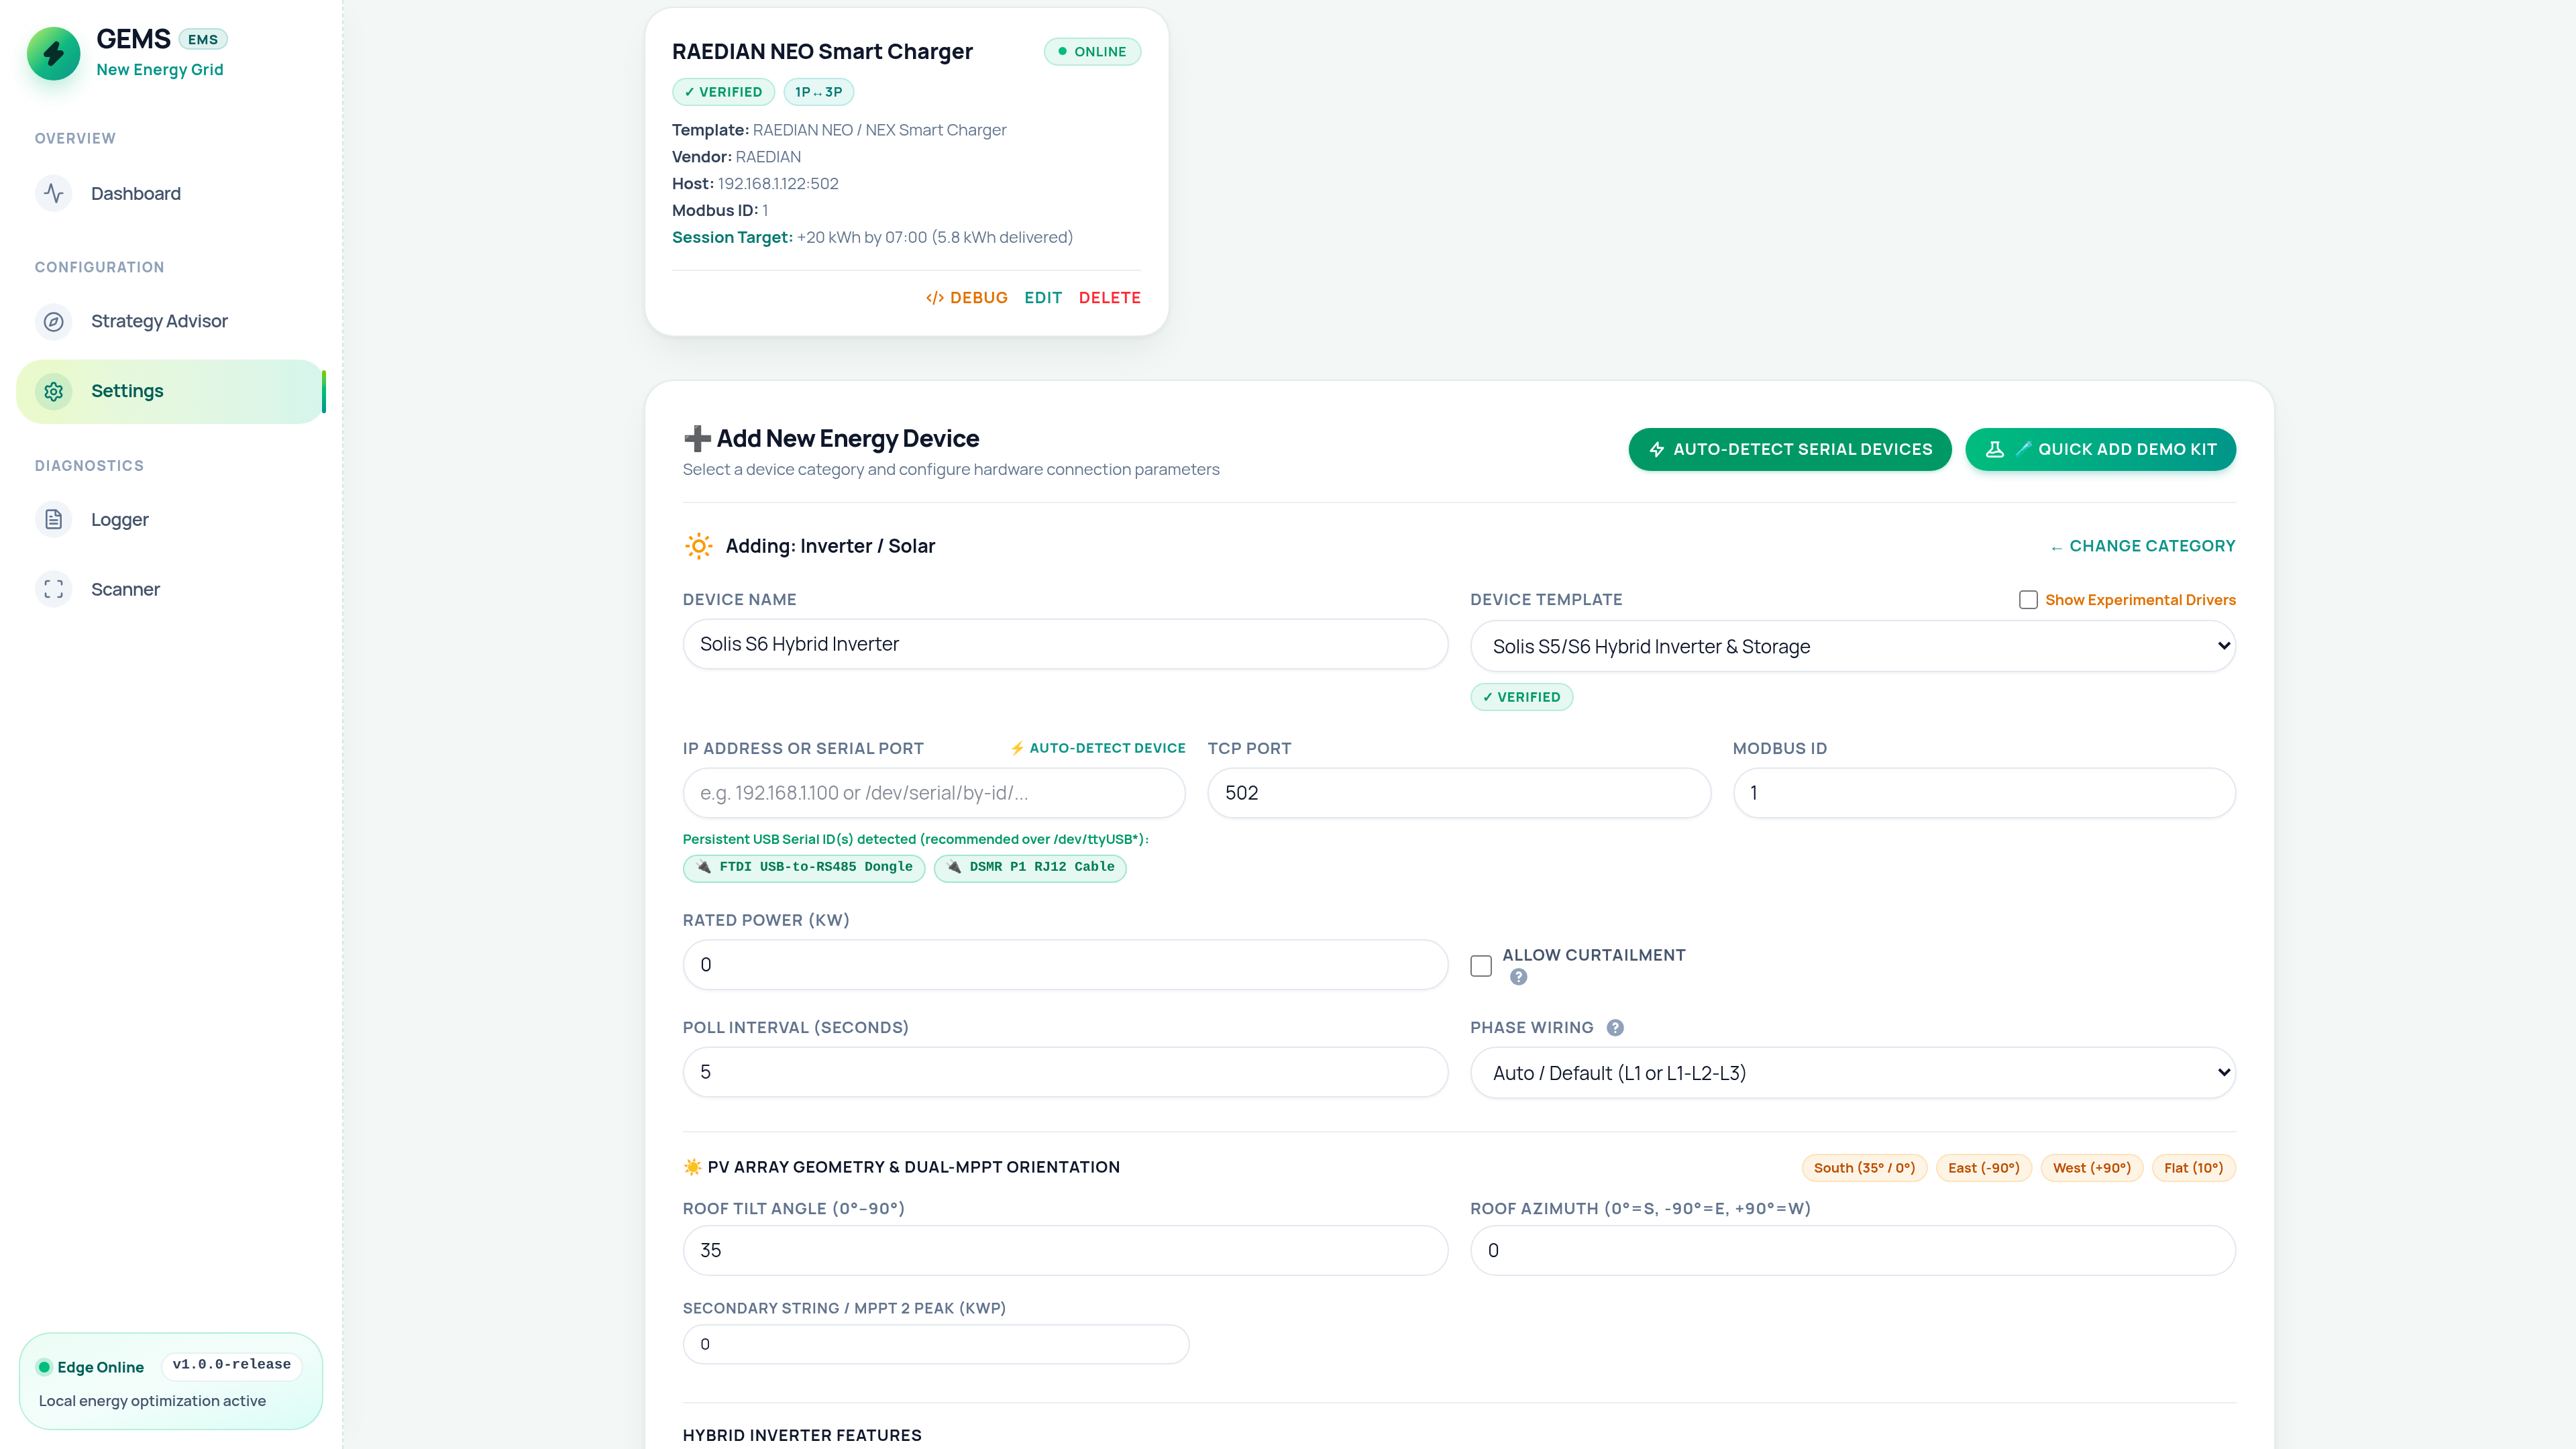 GEMS EMS
New Energy Grid
OVERVIEW
Dashboard
CONFIGURATION
Strategy Advisor
Settings
DIAGNOSTICS
Logger
Scanner
Edge Online v1.0.0-release
Local energy optimization active
RAEDIAN NEO Smart Charger ONLINE
✓ VERIFIED 1P↔3P
Template: RAEDIAN NEO / NEX Smart Charger
Vendor: RAEDIAN
Host: 192.168.1.122:502
Modbus ID: 1
Session Target: +20 kWh by 07:00 (5.8 kWh delivered)
</> DEBUG EDIT DELETE
➕ Add New Energy Device
Select a device category and configure hardware connection parameters
AUTO-DETECT SERIAL DEVICES 🧪 QUICK ADD DEMO KIT
Adding: Inverter / Solar ← CHANGE CATEGORY
DEVICE NAME DEVICE TEMPLATE Show Experimental Drivers
Solis S6 Hybrid Inverter Solis S5/S6 Hybrid Inverter & Storage
✓ VERIFIED
IP ADDRESS OR SERIAL PORT ⚡ AUTO-DETECT DEVICE TCP PORT MODBUS ID
e.g. 192.168.1.100 or /dev/serial/by-id/... 502 1
Persistent USB Serial ID(s) detected (recommended over /dev/ttyUSB*):
🔌 FTDI USB-to-RS485 Dongle 🔌 DSMR P1 RJ12 Cable
RATED POWER (KW)
0 ALLOW CURTAILMENT
?
POLL INTERVAL (SECONDS) PHASE WIRING ?
5 Auto / Default (L1 or L1-L2-L3)
☀️ PV ARRAY GEOMETRY & DUAL-MPPT ORIENTATION South (35° / 0°) East (-90°) West (+90°) Flat (10°)
ROOF TILT ANGLE (0°–90°) ROOF AZIMUTH (0°=S, -90°=E, +90°=W)
35 0
SECONDARY STRING / MPPT 2 PEAK (KWP)
0
HYBRID INVERTER FEATURES